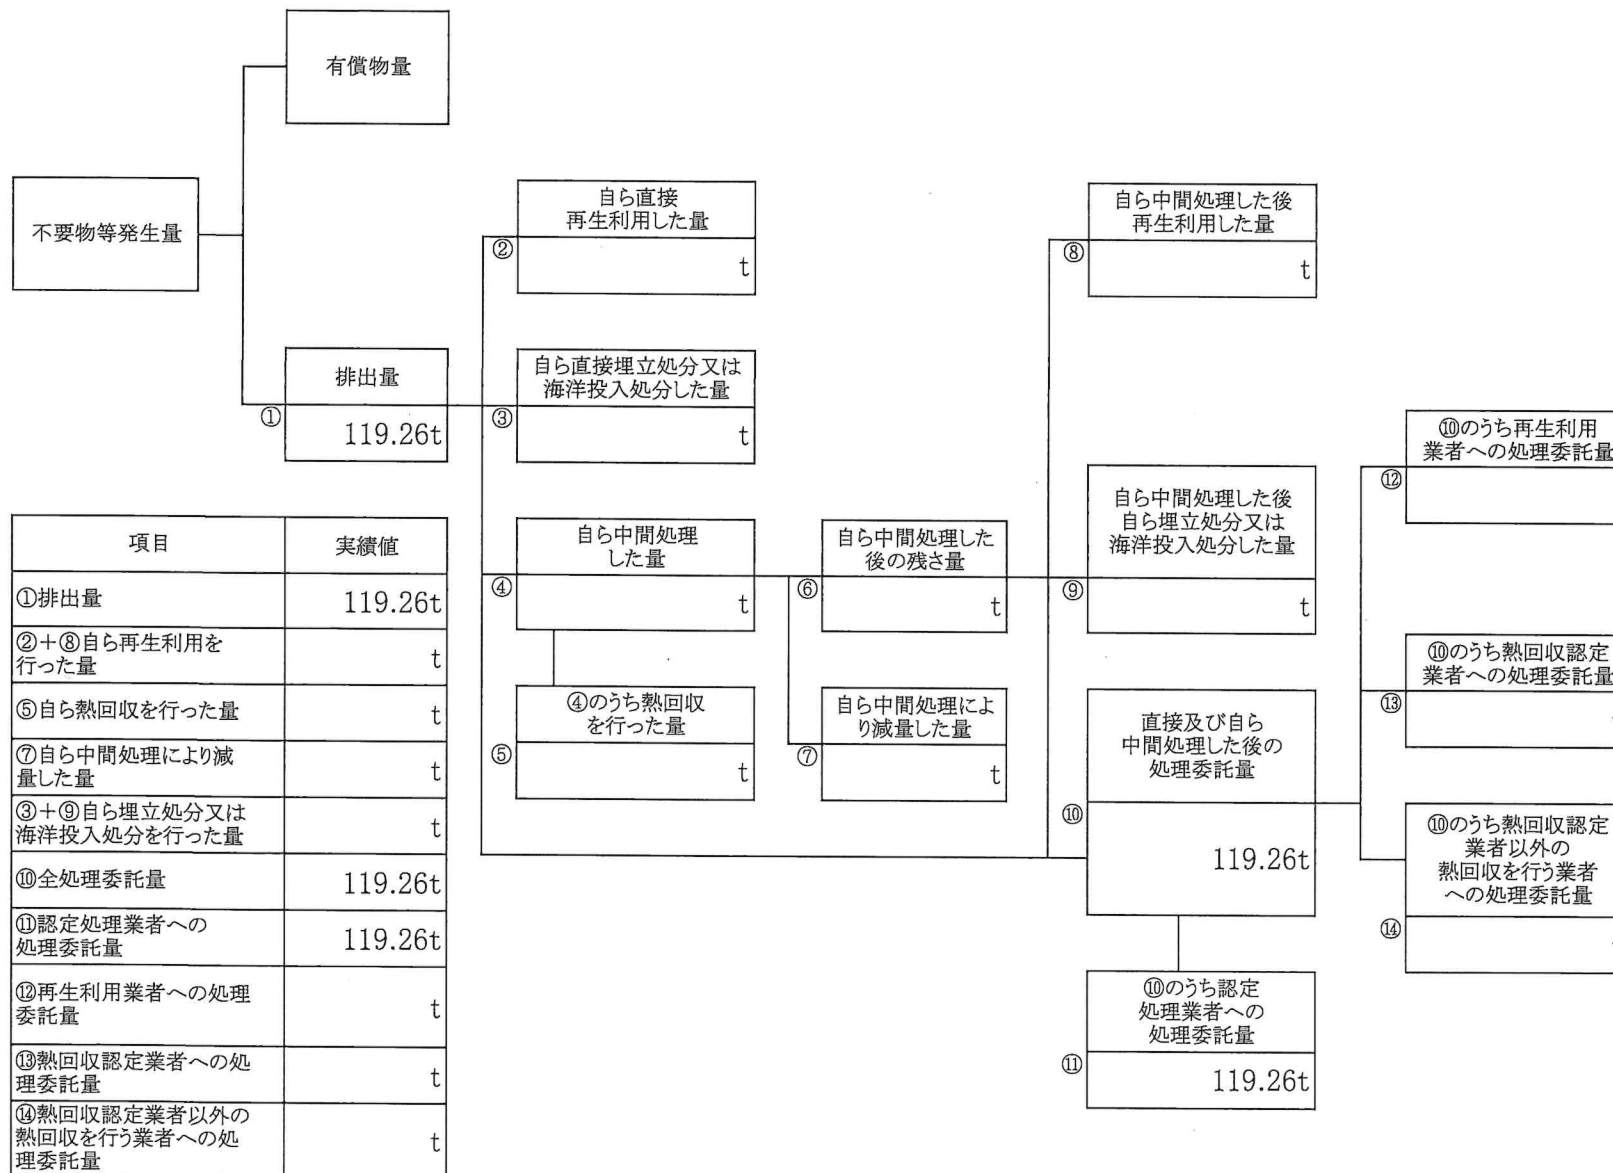 有償物量
不要物等発生量
排出量
①
119.26t
自ら直接
再生利用した量
②
t
自ら直接埋立処分又は
海洋投入処分した量
③
t
自ら中間処理
した量
④
t
④のうち熱回収
を行った量
⑤
t
自ら中間処理した
後の残さ量
⑥
t
自ら中間処理によ
り減量した量
⑦
t
自ら中間処理した後
再生利用した量
⑧
t
自ら中間処理した後
自ら埋立処分又は
海洋投入処分した量
⑨
t
直接及び自ら
中間処理した後の
処理委託量
⑩
119.26t
⑩のうち認定
処理業者への
処理委託量
⑪
119.26t
⑩のうち再生利用
業者への処理委託量
⑫
⑩のうち熱回収認定
業者への処理委託量
⑬
⑩のうち熱回収認定
業者以外の
熱回収を行う業者
への処理委託量
⑭
項目 実績値
①排出量 119.26t
②+⑧自ら再生利用を
行った量 t
⑤自ら熱回収を行った量 t
⑦自ら中間処理により減
量した量 t
③+⑨自ら埋立処分又は
海洋投入処分を行った量 t
⑩全処理委託量 119.26t
⑪認定処理業者への
処理委託量 119.26t
⑫再生利用業者への処理
委託量 t
⑬熱回収認定業者への処
理委託量 t
⑭熱回収認定業者以外の
熱回収を行う業者への処
理委託量 t